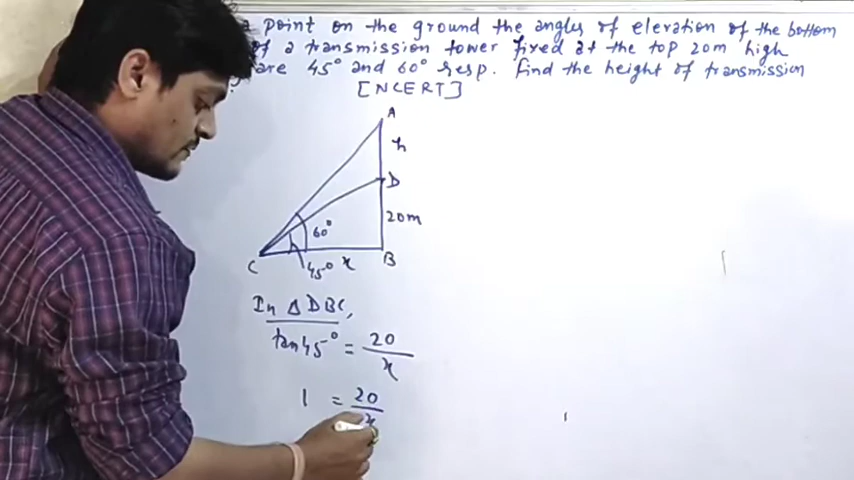 a point on the ground the angles of eleration of the bottom
of a transmission tower fixed at the top 20m high
are 45° and 60° resp. find the height of transmission
[NCERT]
A
h
D
20m
60°
C
45°
x
B
In Δ DBC,
tan45° = 20/x
1 = 20/x